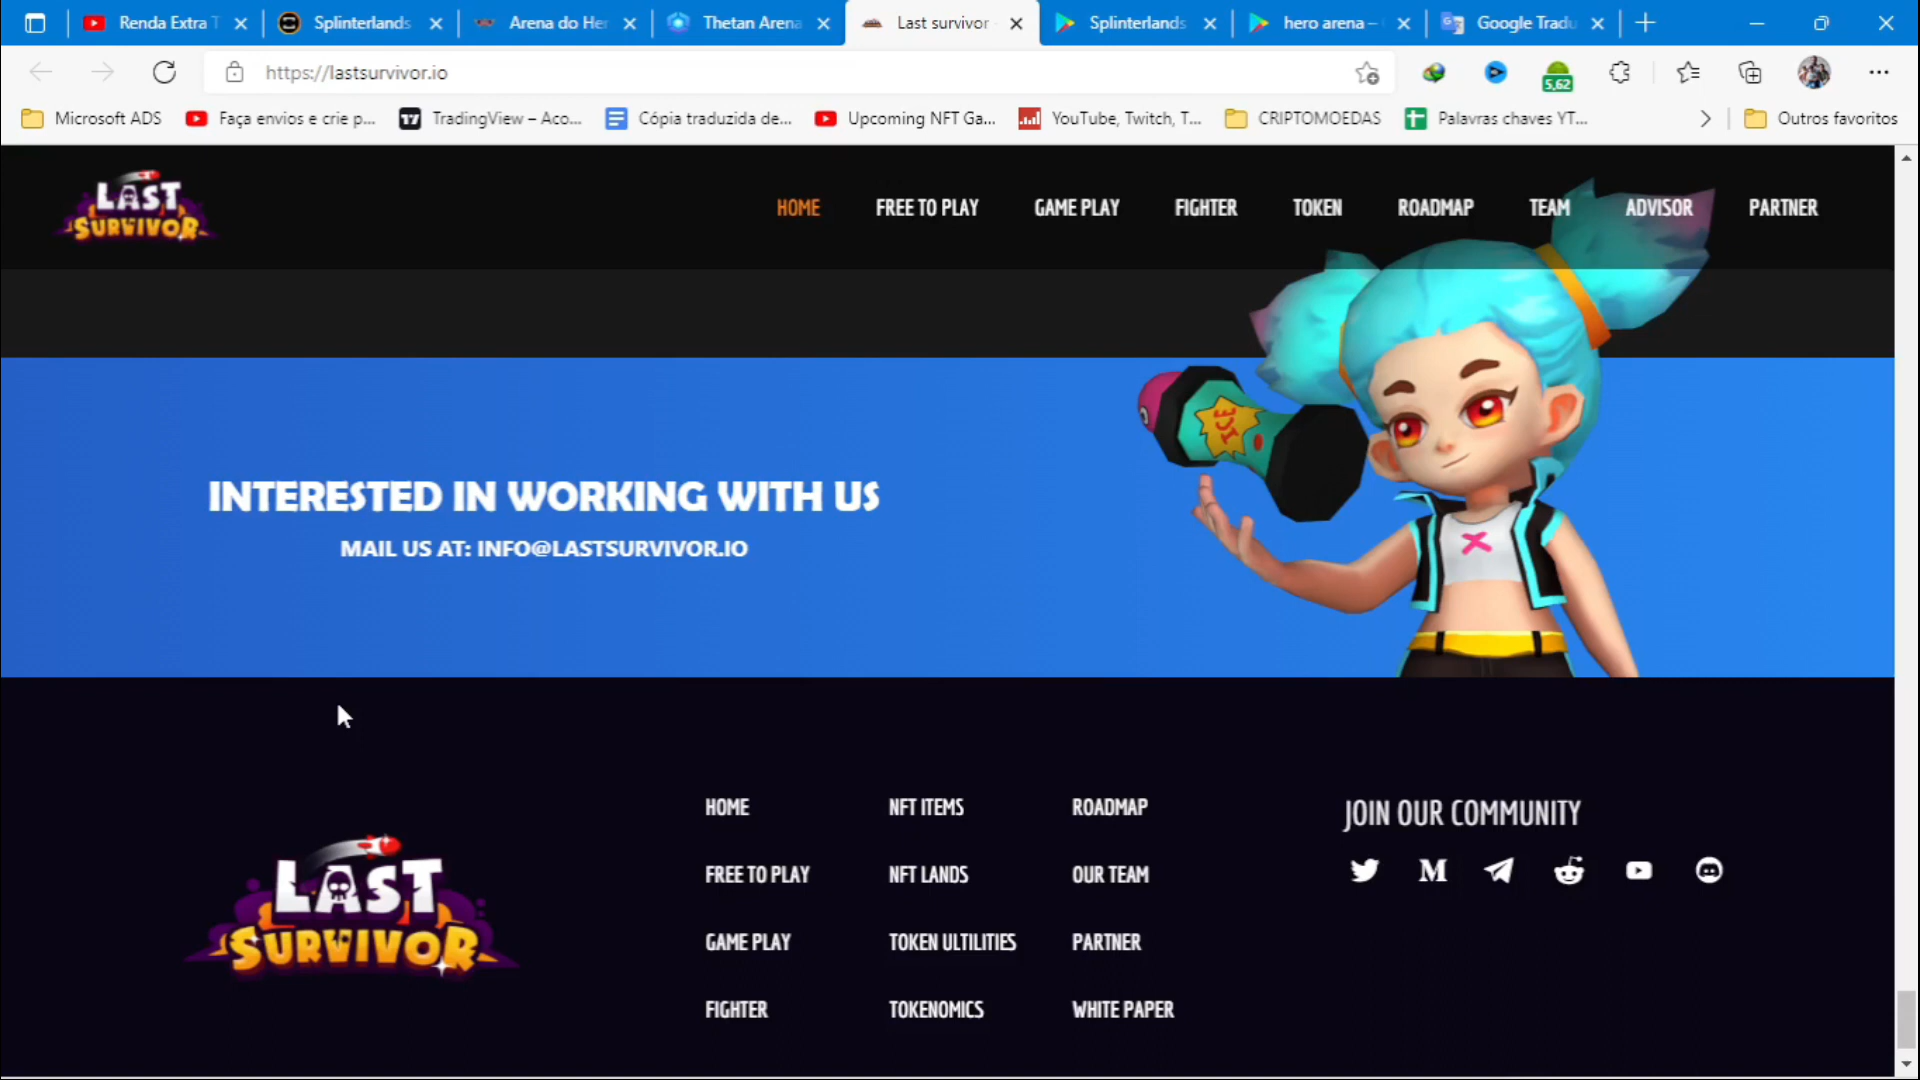 Renda Extra T
Splinterlands
Arena do Her
Thetan Arena
Last survivor
Splinterlands
hero arena –
Google Tradu
https://lastsurvivor.io
5,62
Microsoft ADS
Faça envios e crie p...
TradingView – Aco...
Cópia traduzida de...
Upcoming NFT Ga...
YouTube, Twitch, T...
CRIPTOMOEDAS
Palavras chaves YT...
Outros favoritos
LAST
SURVIVOR
HOME
FREE TO PLAY
GAME PLAY
FIGHTER
TOKEN
ROADMAP
TEAM
ADVISOR
PARTNER
ICE
INTERESTED IN WORKING WITH US
MAIL US AT: INFO@LASTSURVIVOR.IO
LAST
SURVIVOR
HOME
FREE TO PLAY
GAME PLAY
FIGHTER
NFT ITEMS
NFT LANDS
TOKEN ULTILITIES
TOKENOMICS
ROADMAP
OUR TEAM
PARTNER
WHITE PAPER
JOIN OUR COMMUNITY